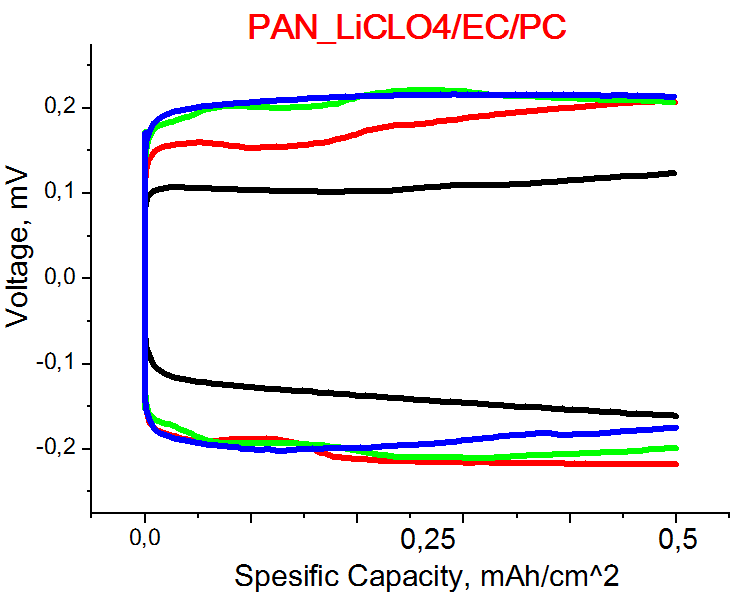 PAN_LiCLO4/EC/PC
0,2
0,1
0,0
-0,1
-0,2
Voltage, mV
0,0
0,25
0,5
Spesific Capacity, mAh/cm^2